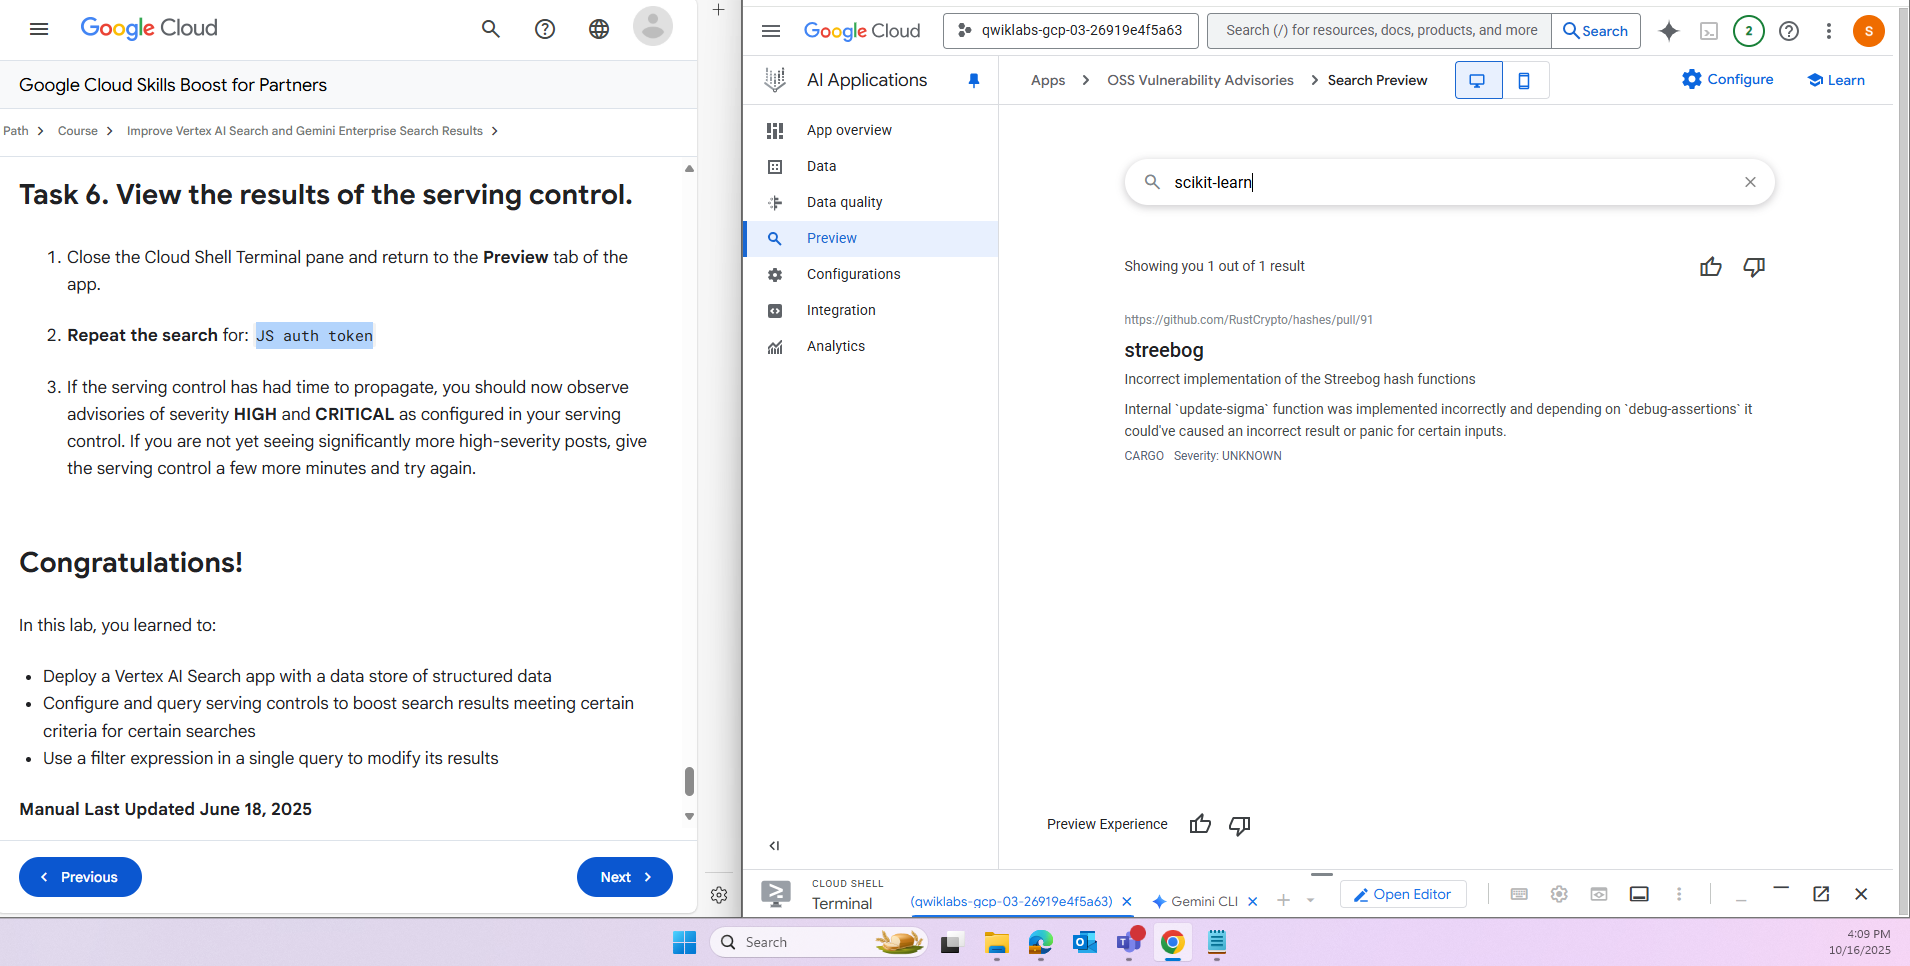 Google Cloud
Google Cloud Skills Boost for Partners
Path > Course > Improve Vertex AI Search and Gemini Enterprise Search Results >
Task 6. View the results of the serving control.
1. Close the Cloud Shell Terminal pane and return to the Preview tab of the
app.
2. Repeat the search for: JS auth token
3. If the serving control has had time to propagate, you should now observe
advisories of severity HIGH and CRITICAL as configured in your serving
control. If you are not yet seeing significantly more high-severity posts, give
the serving control a few more minutes and try again.
Congratulations!
In this lab, you learned to:
• Deploy a Vertex AI Search app with a data store of structured data
• Configure and query serving controls to boost search results meeting certain
criteria for certain searches
• Use a filter expression in a single query to modify its results
Manual Last Updated June 18, 2025
Previous
Next
Google Cloud
qwiklabs-gcp-03-26919e4f5a63
Search (/) for resources, docs, products, and more
Search
2
S
AI Applications
Apps > OSS Vulnerability Advisories > Search Preview
Configure
Learn
App overview
Data
Data quality
Preview
Configurations
Integration
Analytics
scikit-learn
Showing you 1 out of 1 result
https://github.com/RustCrypto/hashes/pull/91
streebog
Incorrect implementation of the Streebog hash functions
Internal `update-sigma` function was implemented incorrectly and depending on `debug-assertions` it
could've caused an incorrect result or panic for certain inputs.
CARGO Severity: UNKNOWN
Preview Experience
CLOUD SHELL
Terminal
(qwiklabs-gcp-03-26919e4f5a63)
Gemini CLI
Open Editor
Search
4:09 PM
10/16/2025